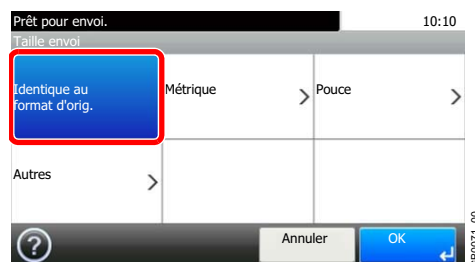 Prêt pour envoi. 10:10
Taille envoi
Identique au
format d'orig.
Métrique
Pouce
Autres
?
Annuler
OK